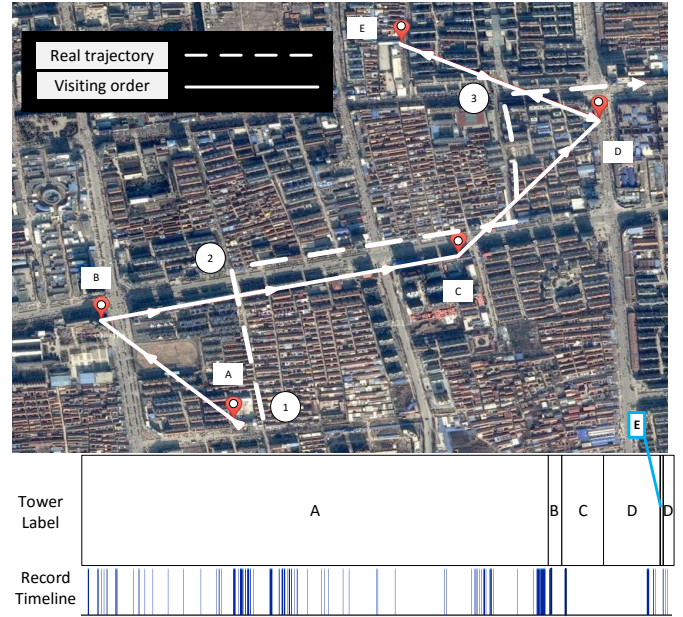 E
Real trajectory
Visiting order
3
D
2
B
C
A
1
E
Tower
Label
A
B
C
D
D
Record
Timeline